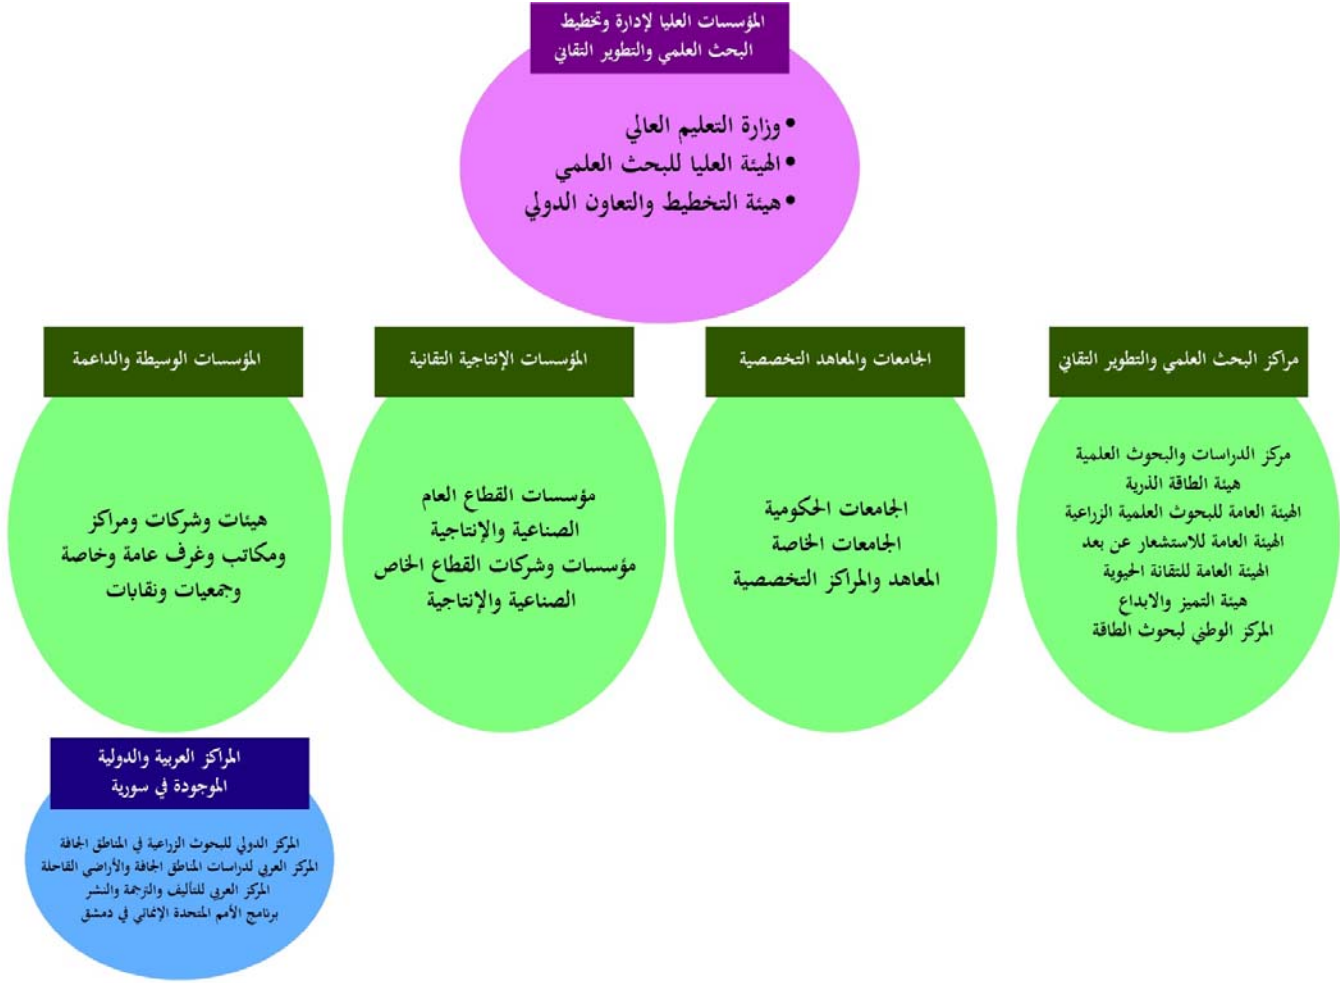 المؤسسات العليا لإدارة وتخطيط
البحث العلمي والتطوير التقاني
•وزارة التعليم العالي
•الهيئة العليا للبحث العلمي
•هيئة التخطيط والتعاون الدولي
مراكز البحث العلمي والتطوير التقاني
مركز الدراسات والبحوث العلمية
هيئة الطاقة الذرية
الهيئة العامة للبحوث العلمية الزراعية
الهيئة العامة للاستشعار عن بعد
الهيئة العامة للتقانة الحيوية
هيئة التميز والابداع
المركز الوطني لبحوث الطاقة
الجامعات والمعاهد التخصصية
الجامعات الحكومية
الجامعات الخاصة
المعاهد والمراكز التخصصية
المؤسسات الإنتاجية التقانية
مؤسسات القطاع العام
الصناعية والإنتاجية
مؤسسات وشركات القطاع الخاص
الصناعية والإنتاجية
المؤسسات الوسيطة والداعمة
هيئات وشركات ومراكز
ومكاتب وغرف عامة وخاصة
وجمعيات ونقابات
المراكز العربية والدولية
الموجودة في سورية
المركز الدولي للبحوث الزراعية في المناطق الجافة
المركز العربي لدراسات المناطق الجافة والأراضي القاحلة
المركز العربي للتأليف والترجمة والنشر
برنامج الأمم المتحدة الإنمائي في دمشق